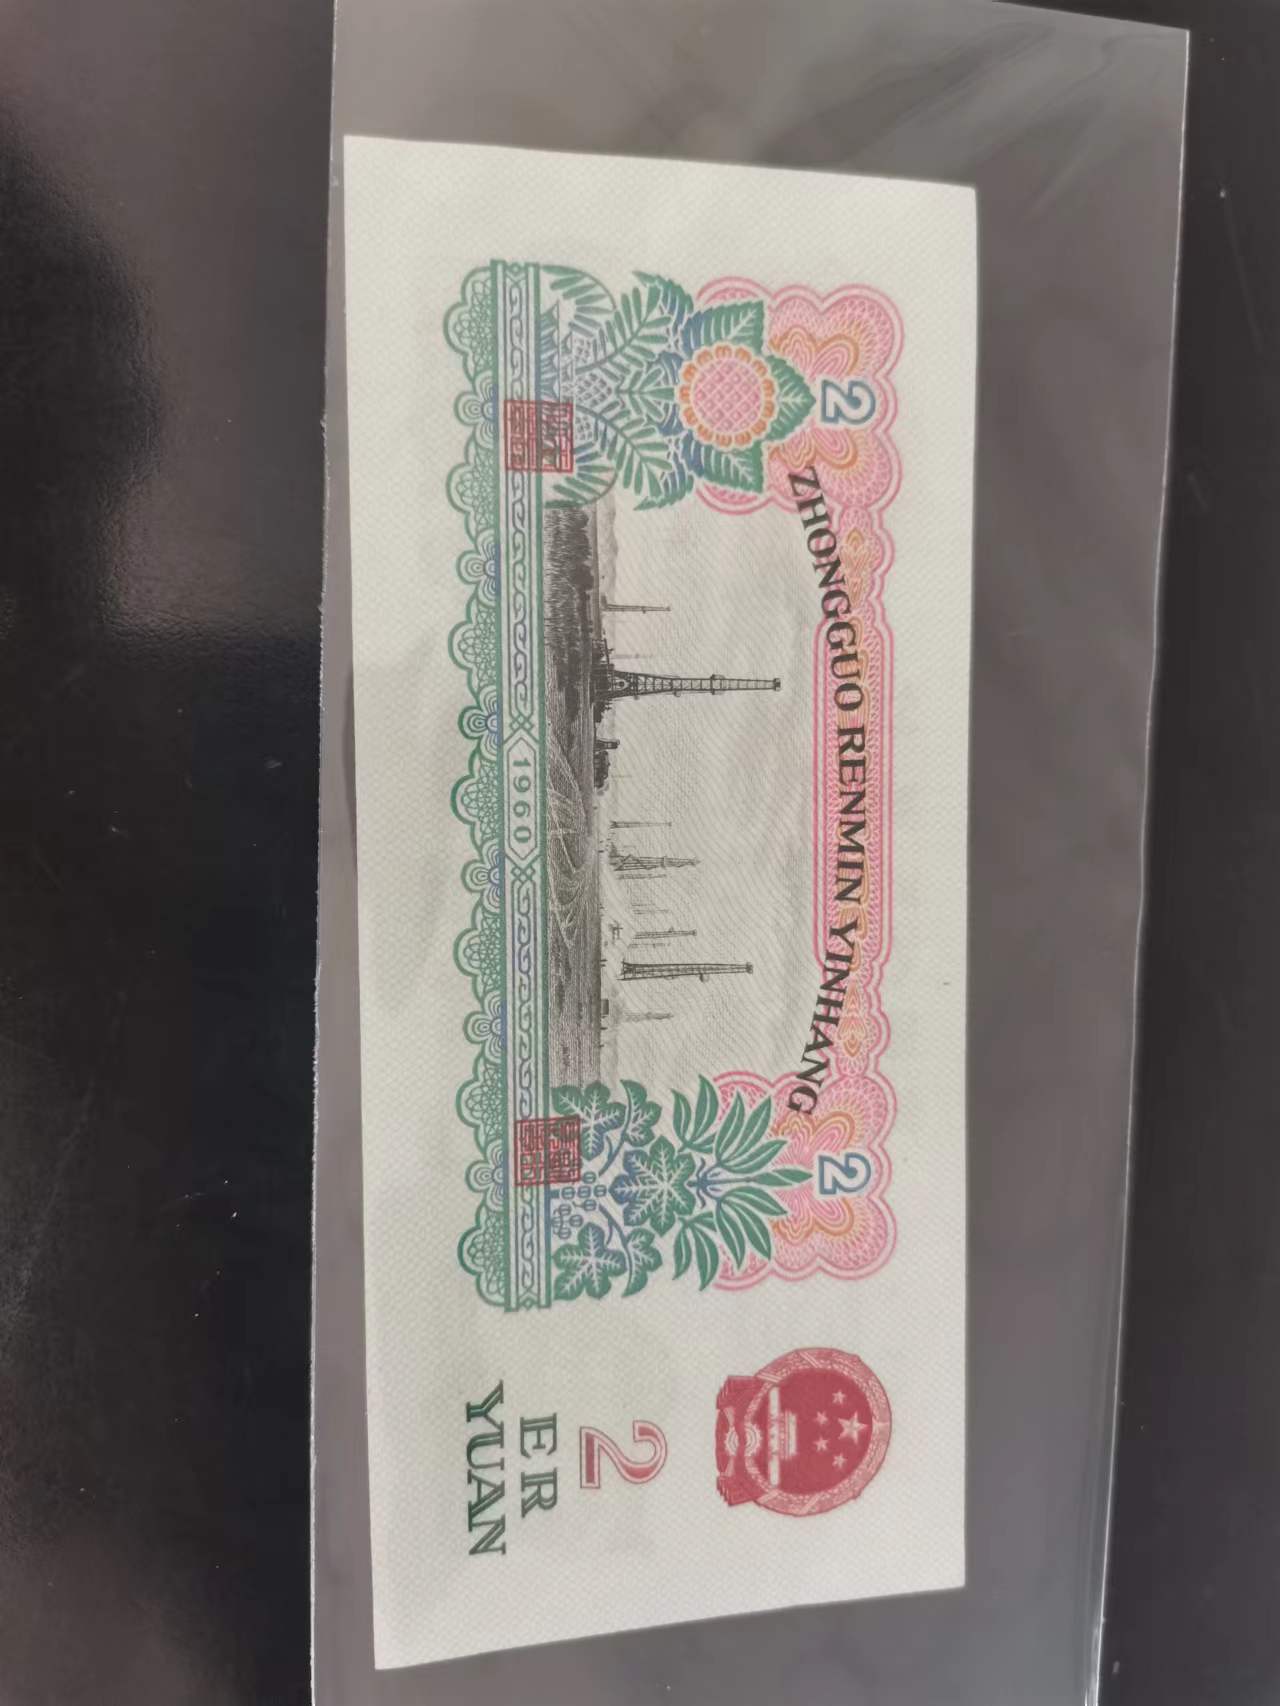 2 2
ZHONGGUO RENMIN YINHANG
1960
2
ER
YUAN